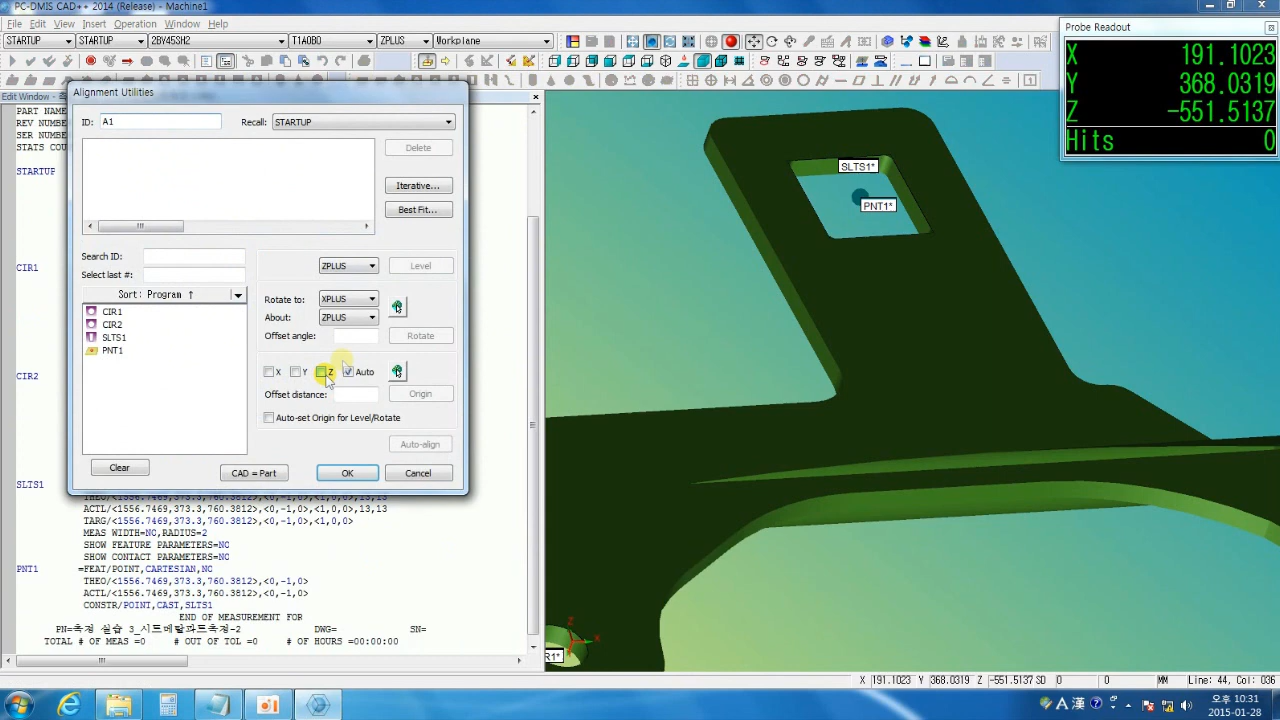 PC-DMIS CAD++ 2014 (Release) - Machine1
File Edit View Insert Operation Window Help
STARTUP STARTUP 2BV45SH2 T1A0B0 ZPLUS Workplane
Probe Readout
X 191.1023
Y 368.0319
Z -551.5137
Hits 0
Alignment Utilities
ID: A1 Recall: STARTUP
Delete
Iterative...
Best Fit...
Search ID:
Select last #:
Sort: Program ↑
CIR1
CIR2
SLTS1
PNT1
ZPLUS Level
Rotate to: XPLUS
About: ZPLUS
Offset angle: Rotate
X Y Z Auto
Offset distance: Origin
Auto-set Origin for Level/Rotate
Auto-align
Clear CAD = Part OK Cancel
PART NAME
REV NUMBER
SER NUMBER
STATS COU
STARTUP
CIR1
CIR2
SLTS1
THEO/<1556.7469,373.3,760.3812>,<0,-1,0>,<1,0,0>,13,13
ACTL/<1556.7469,373.3,760.3812>,<0,-1,0>,<1,0,0>,13,13
TARG/<1556.7469,373.3,760.3812>,<0,-1,0>,<1,0,0>
MEAS WIDTH=NO,RADIUS=2
SHOW FEATURE PARAMETERS=NO
SHOW CONTACT PARAMETERS=NO
PNT1 =FEAT/POINT,CARTESIAN,NO
THEO/<1556.7469,373.3,760.3812>,<0,-1,0>
ACTL/<1556.7469,373.3,760.3812>,<0,-1,0>
CONSTR/POINT,CAST,SLTS1
END OF MEASUREMENT FOR
PN=측정 실습 3_시트메탈파트측정-2 DWG= SN=
TOTAL # OF MEAS =0 # OUT OF TOL =0 # OF HOURS =00:00:00
SLTS1*
PNT1*
Z
X
R1*
X 191.1023 Y 368.0319 Z -551.5137 SD 0 0 MM Line: 44, Col: 036
A 漢
오후 10:31
2015-01-28